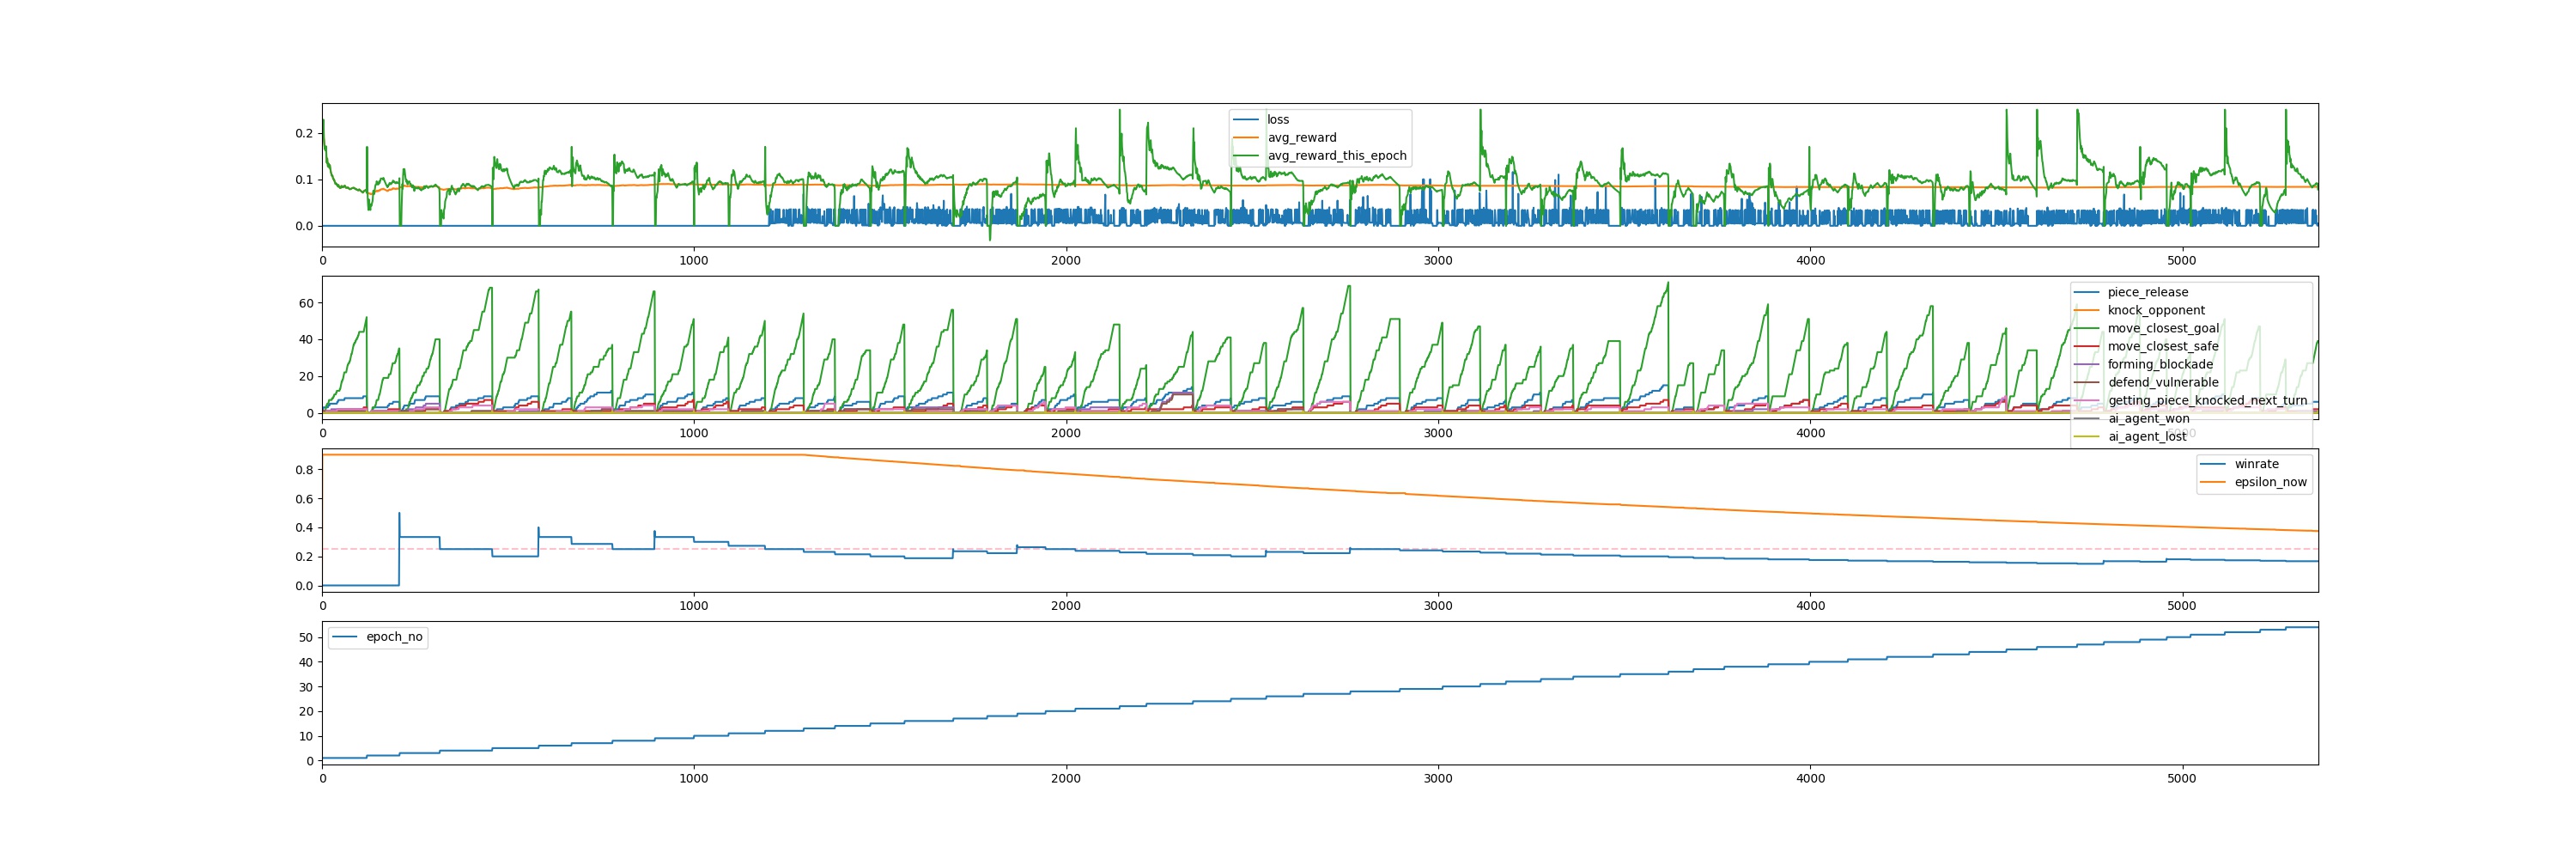 0.2
0.1
0.0
loss
avg_reward
avg_reward_this_epoch
0 1000 2000 3000 4000 5000
60
40
20
0
piece_release
knock_opponent
move_closest_goal
move_closest_safe
forming_blockade
defend_vulnerable
getting_piece_knocked_next_turn
ai_agent_won
ai_agent_lost
0 1000 2000 3000 4000 5000
0.8
0.6
0.4
0.2
0.0
winrate
epsilon_now
0 1000 2000 3000 4000 5000
50
40
30
20
10
0
epoch_no
0 1000 2000 3000 4000 5000